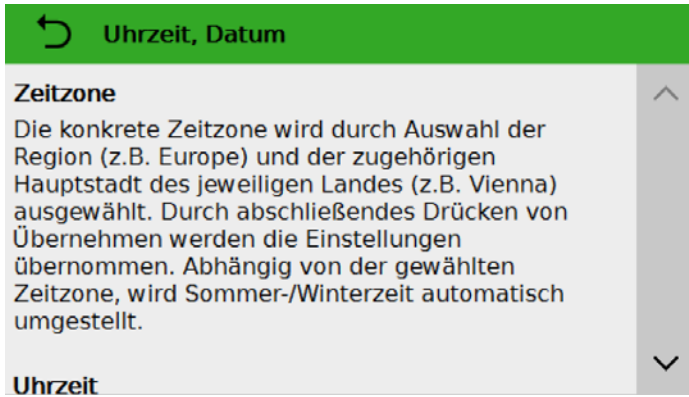 Uhrzeit, Datum
Zeitzone
Die konkrete Zeitzone wird durch Auswahl der
Region (z.B. Europe) und der zugehörigen
Hauptstadt des jeweiligen Landes (z.B. Vienna)
ausgewählt. Durch abschließendes Drücken von
Übernehmen werden die Einstellungen
übernommen. Abhängig von der gewählten
Zeitzone, wird Sommer-/Winterzeit automatisch
umgestellt.
Uhrzeit